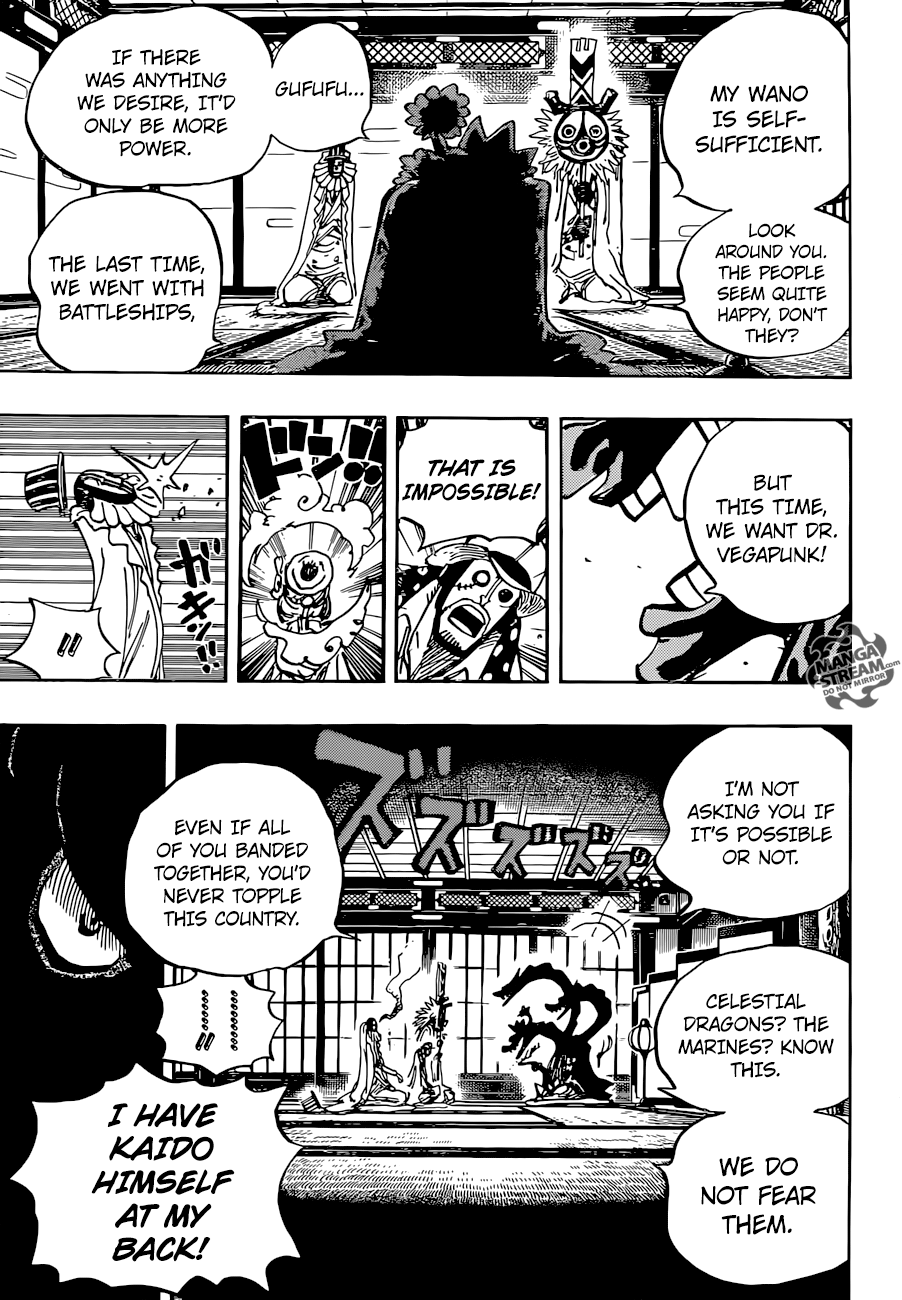 MY WANO
IS SELF-
SUFFICIENT.
LOOK
AROUND YOU.
THE PEOPLE
SEEM QUITE
HAPPY, DON'T
THEY?
GUFUFU...
IF THERE
WAS ANYTHING
WE DESIRE, IT'D
ONLY BE MORE
POWER.
THE LAST TIME,
WE WENT WITH
BATTLESHIPS,
BUT
THIS TIME,
WE WANT DR.
VEGAPUNK!
MANGA
STREAM.com
DO NOT MIRROR
THAT IS
IMPOSSIBLE!
ドン!!
ガキン!!
!!
I'M NOT
ASKING YOU IF
IT'S POSSIBLE
OR NOT.
ズズズズズ
CELESTIAL
DRAGONS? THE
MARINES? KNOW
THIS.
WE DO
NOT FEAR
THEM.
EVEN IF ALL
OF YOU BANDED
TOGETHER, YOU'D
NEVER TOPPLE
THIS COUNTRY.
.......!!
I HAVE
KAIDO
HIMSELF
AT MY
BACK!